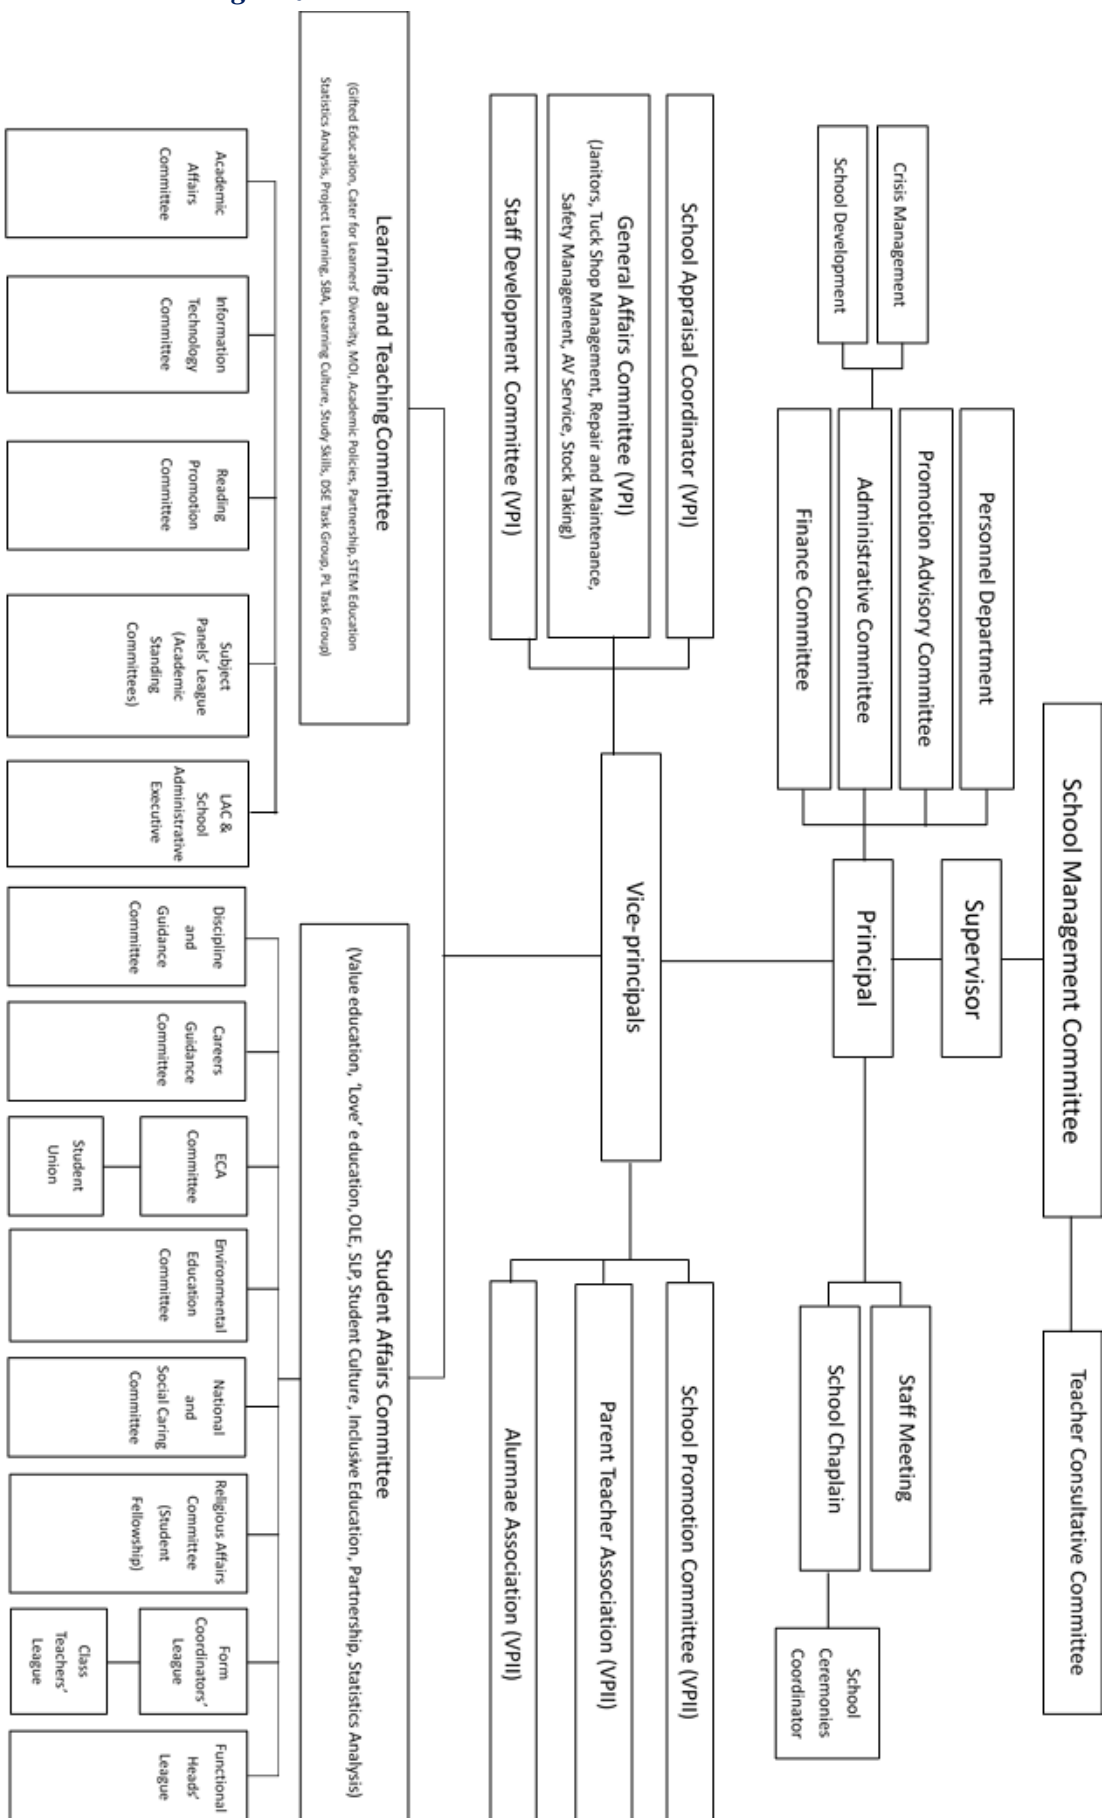 School Management Committee
Teacher Consultative Committee
Supervisor
Principal
Personnel Department
Promotion Advisory Committee
Administrative Committee
Finance Committee
Crisis Management
School Development
Staff Meeting
School Chaplain
School
Ceremonies
Coordinator
Vice-principals
School Appraisal Coordinator (VPI)
General Affairs Committee (VPI)
(Janitors, Tuck Shop Management, Repair and Maintenance,
Safety Management, AV Service, Stock Taking)
Staff Development Committee (VPI)
School Promotion Committee (VPII)
Parent Teacher Association (VPII)
Alumnae Association (VPII)
Learning and Teaching Committee
(Gifted Education, Cater for Learners' Diversity, MOI, Academic Policies, Partnership, STEM Education
Statistics Analysis, Project Learning, SBA, Learning Culture, Study Skills, DSE Task Group, PL Task Group)
Student Affairs Committee
(Value education, 'Love' e ducation, OLE, SLP, Student Culture, Inclusive Education, Partnership, Statistics Analysis)
Academic
Affairs
Committee
Information
Technology
Committee
Reading
Promotion
Committee
Subject
Panels' League
(Academic
Standing
Committees)
LAC &
School
Administrative
Executive
Discipline
and
Guidance
Committee
Careers
Guidance
Committee
ECA
Committee
Student
Union
Environmental
Education
Committee
National
and
Social Caring
Committee
Religious Affairs
Committee
(Student
Fellowship)
Form
Coordinators'
League
Class
Teachers'
League
Functional
Heads'
League